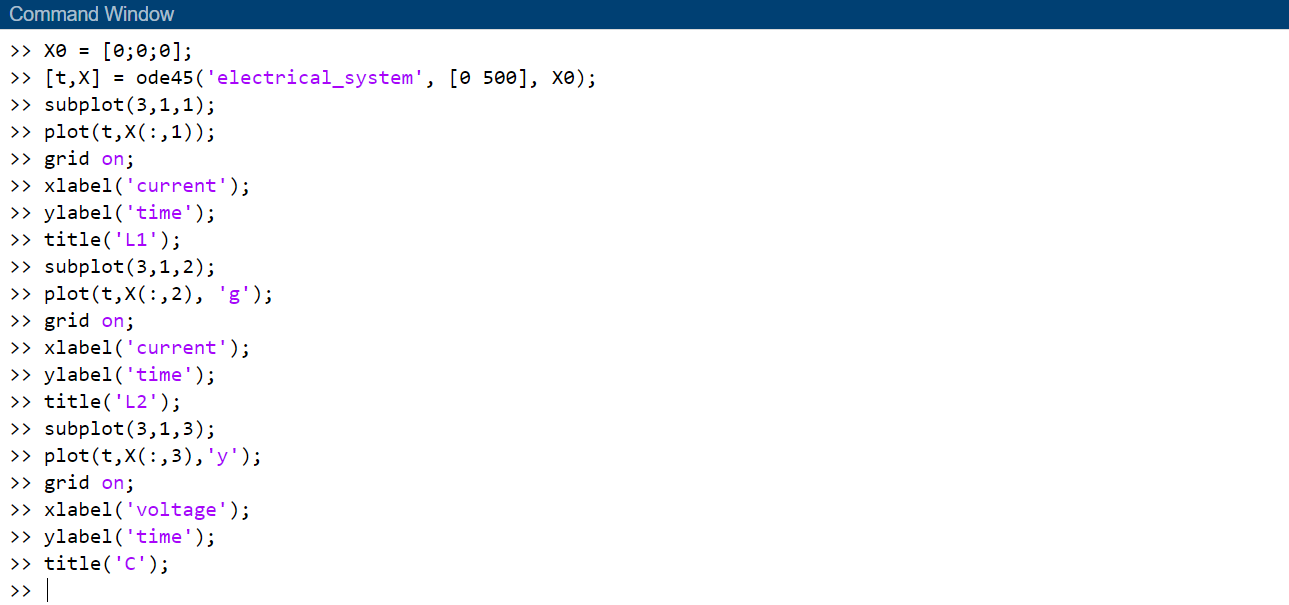 Command Window
>> X0 = [0;0;0];
>> [t,X] = ode45('electrical_system', [0 500], X0);
>> subplot(3,1,1);
>> plot(t,X(:,1));
>> grid on;
>> xlabel('current');
>> ylabel('time');
>> title('L1');
>> subplot(3,1,2);
>> plot(t,X(:,2), 'g');
>> grid on;
>> xlabel('current');
>> ylabel('time');
>> title('L2');
>> subplot(3,1,3);
>> plot(t,X(:,3),'y');
>> grid on;
>> xlabel('voltage');
>> ylabel('time');
>> title('C');
>>